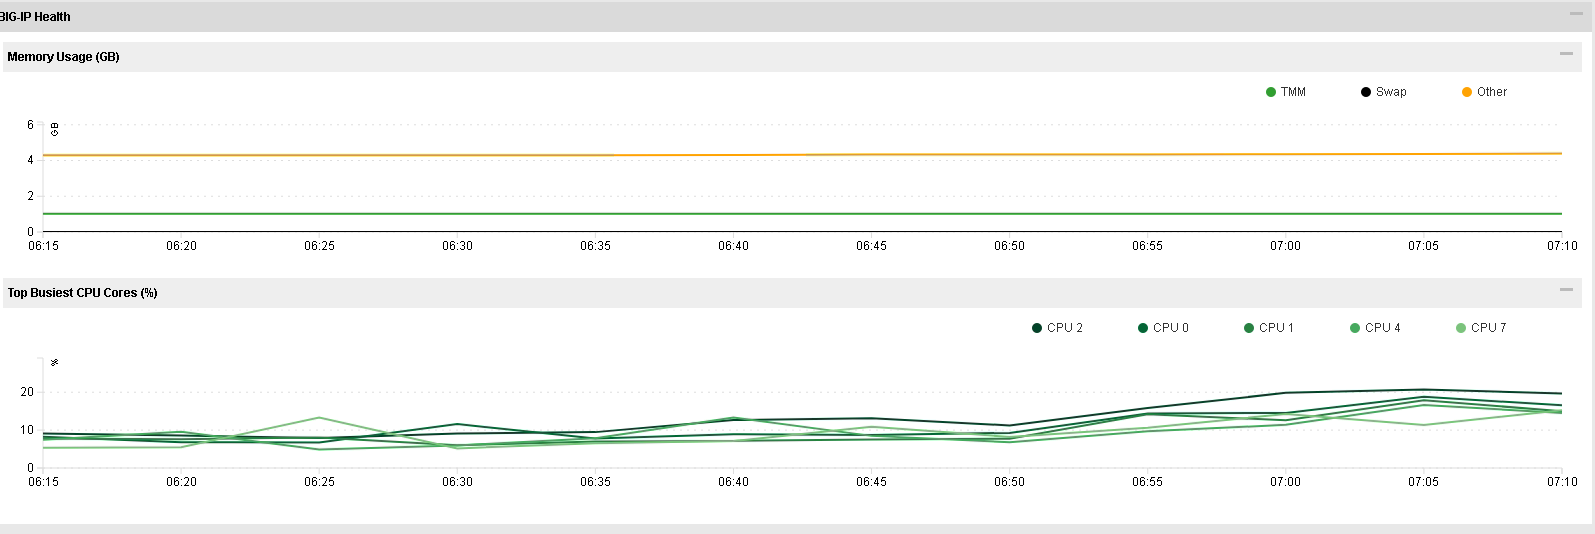 BIG-IP Health
Memory Usage (GB)
TMM Swap Other
GB
6
4
2
0
06:15 06:20 06:25 06:30 06:35 06:40 06:45 06:50 06:55 07:00 07:05 07:10
Top Busiest CPU Cores (%)
CPU 2 CPU 0 CPU 1 CPU 4 CPU 7
%
20
10
0
06:15 06:20 06:25 06:30 06:35 06:40 06:45 06:50 06:55 07:00 07:05 07:10